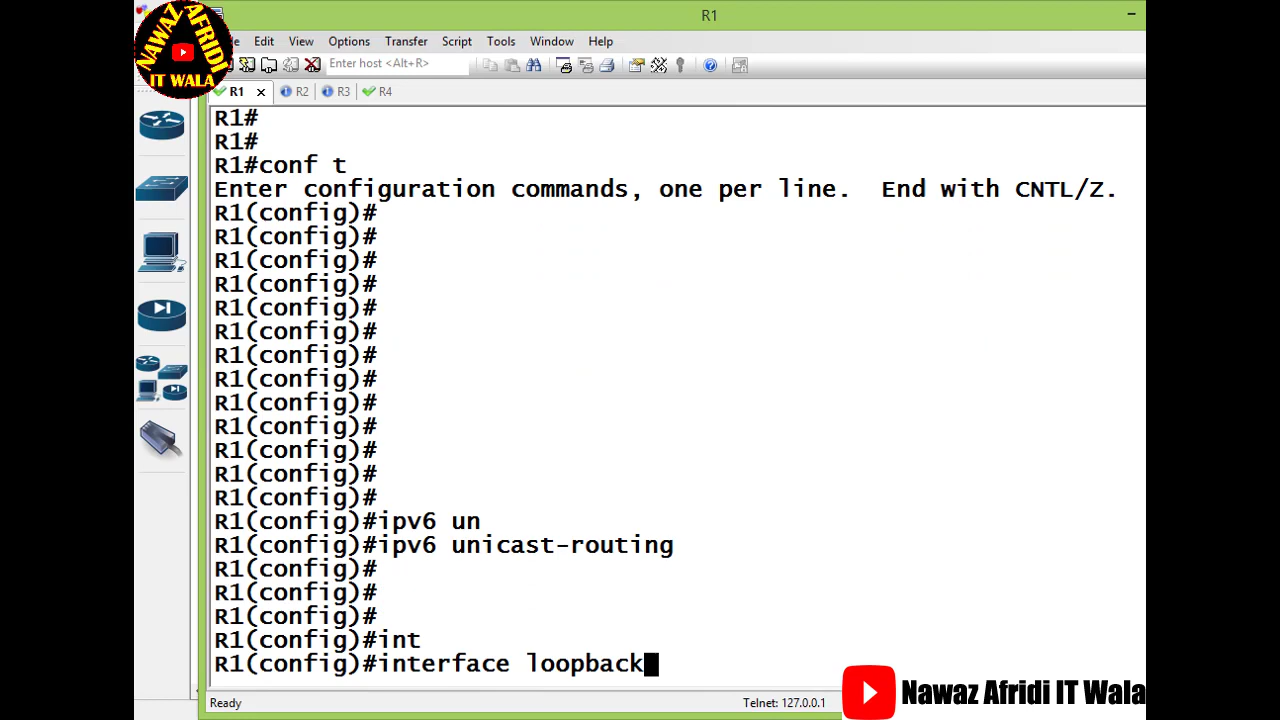 R1
NAWAZ AFRIDI
IT WALA
Edit View Options Transfer Script Tools Window Help
Enter host <Alt+R>
R1 R2 R3 R4
R1#
R1#
R1#conf t
Enter configuration commands, one per line.  End with CNTL/Z.
R1(config)#
R1(config)#
R1(config)#
R1(config)#
R1(config)#
R1(config)#
R1(config)#
R1(config)#
R1(config)#
R1(config)#
R1(config)#
R1(config)#
R1(config)#
R1(config)#ipv6 un
R1(config)#ipv6 unicast-routing
R1(config)#
R1(config)#
R1(config)#
R1(config)#int
R1(config)#interface loopback
Ready
Telnet: 127.0.0.1
Nawaz Afridi IT Wala